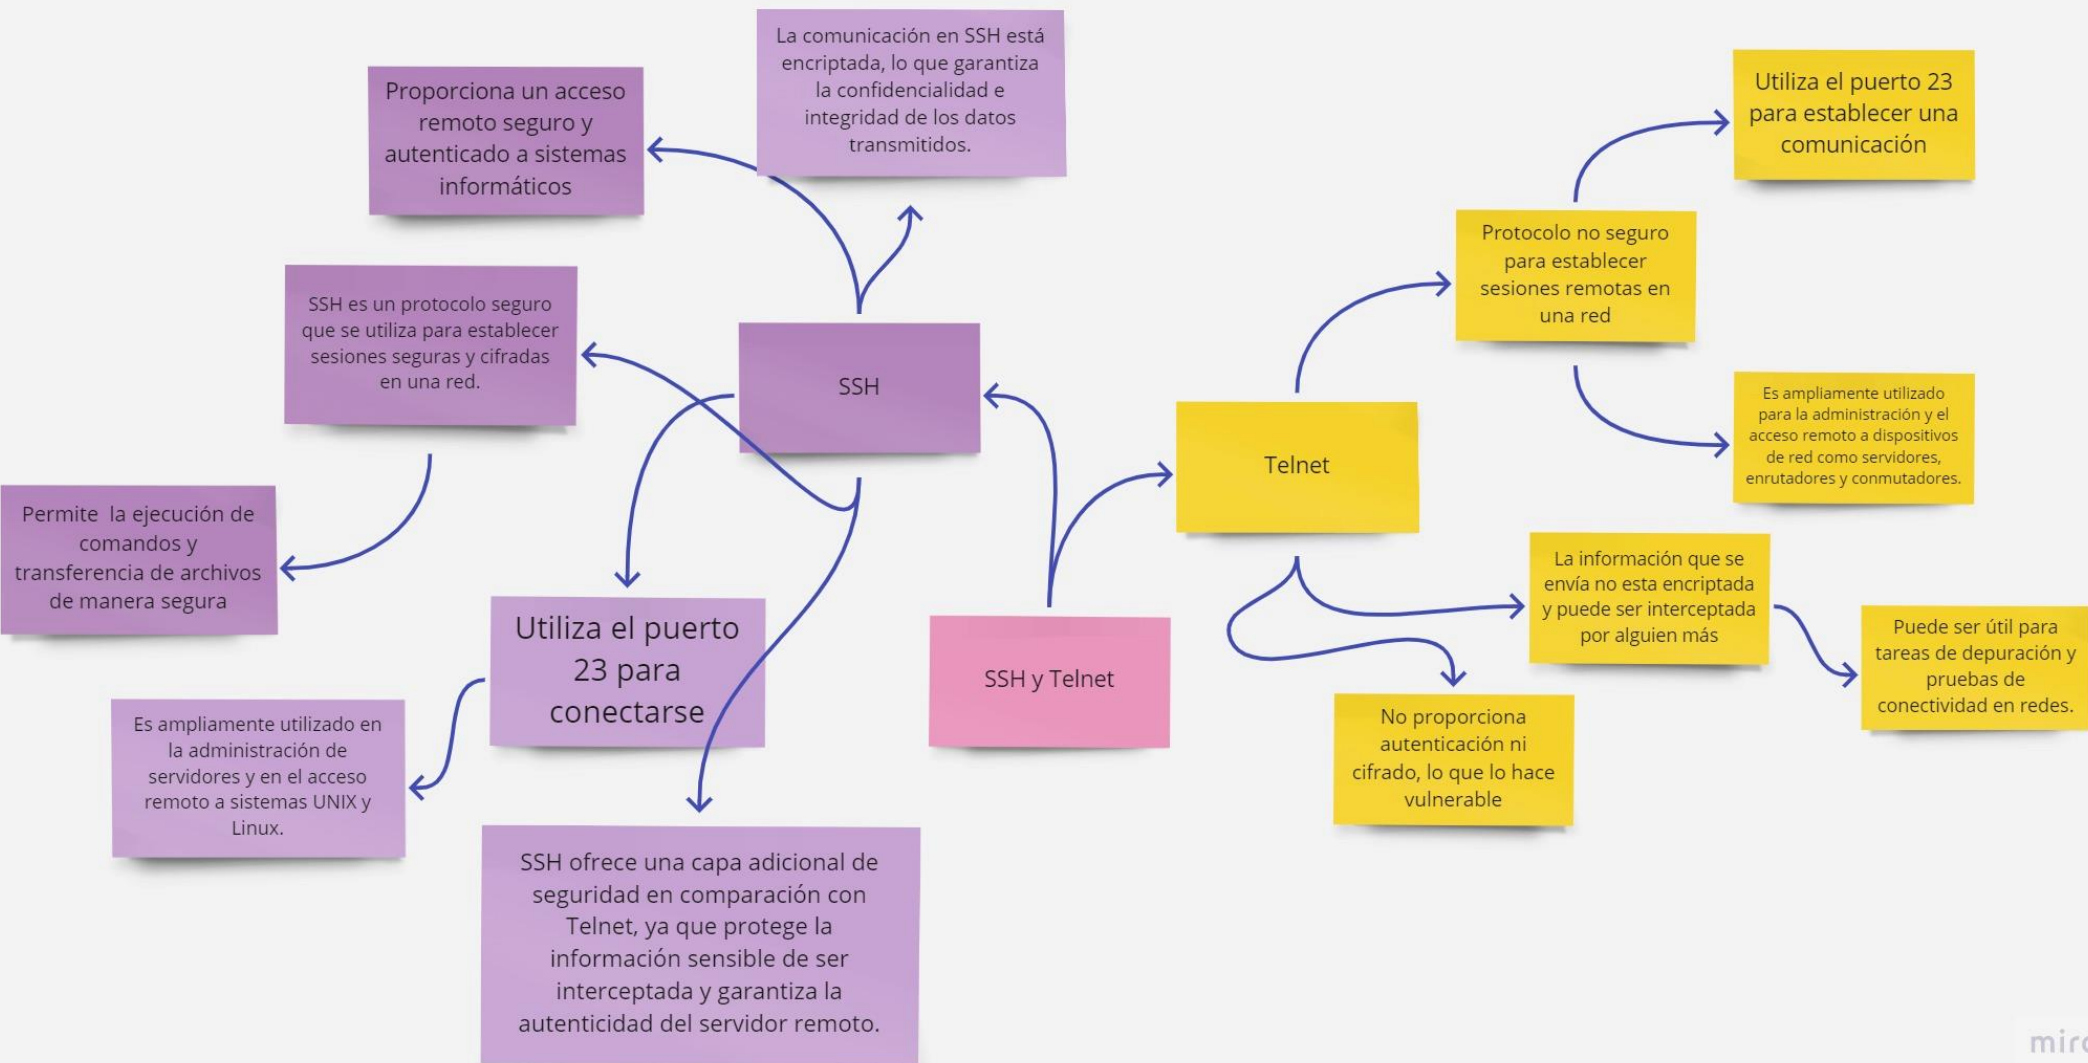 La comunicación en SSH está
encriptada, lo que garantiza
la confidencialidad e
integridad de los datos
transmitidos.
Proporciona un acceso
remoto seguro y
autenticado a sistemas
informáticos
SSH es un protocolo seguro
que se utiliza para establecer
sesiones seguras y cifradas
en una red.
SSH
Permite la ejecución de
comandos y
transferencia de archivos
de manera segura
Utiliza el puerto
23 para
conectarse
Es ampliamente utilizado en
la administración de
servidores y en el acceso
remoto a sistemas UNIX y
Linux.
SSH ofrece una capa adicional de
seguridad en comparación con
Telnet, ya que protege la
información sensible de ser
interceptada y garantiza la
autenticidad del servidor remoto.
SSH y Telnet
Telnet
Utiliza el puerto 23
para establecer una
comunicación
Protocolo no seguro
para establecer
sesiones remotas en
una red
Es ampliamente utilizado
para la administración y el
acceso remoto a dispositivos
de red como servidores,
enrutadores y conmutadores.
La información que se
envía no esta encriptada
y puede ser interceptada
por alguien más
Puede ser útil para
tareas de depuración y
pruebas de
conectividad en redes.
No proporciona
autenticación ni
cifrado, lo que lo hace
vulnerable